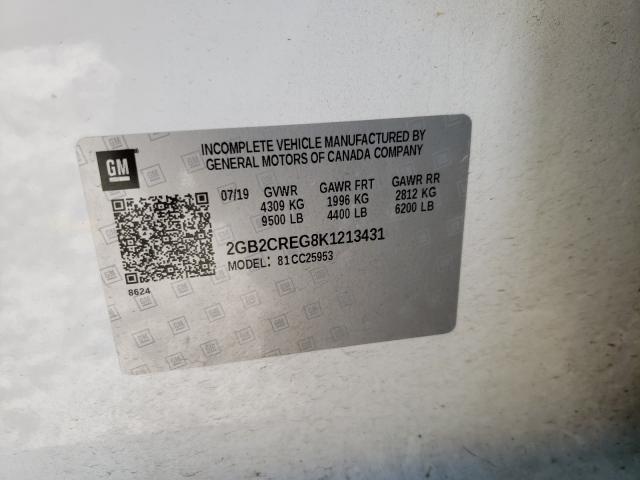 INCOMPLETE VEHICLE MANUFACTURED BY
GENERAL MOTORS OF CANADA COMPANY
GM
07/19 GVWR GAWR FRT GAWR RR
4309 KG 1996 KG 2812 KG
9500 LB 4400 LB 6200 LB
2GB2CREG8K1213431
MODEL: 81CC25953
8624